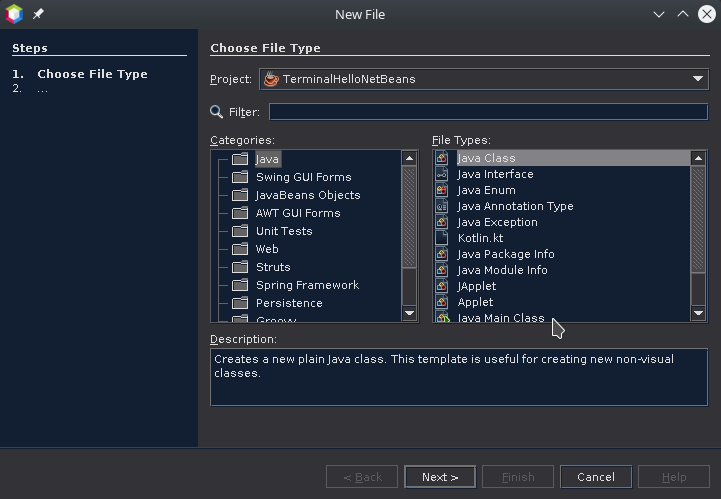 New File
Steps
1. Choose File Type
2. ...
Choose File Type
Project: TerminalHelloNetBeans
Filter:
Categories:
Java
Swing GUI Forms
JavaBeans Objects
AWT GUI Forms
Unit Tests
Web
Struts
Spring Framework
Persistence
Groovy
File Types:
Java Class
Java Interface
Java Enum
Java Annotation Type
Java Exception
Kotlin.kt
Java Package Info
Java Module Info
JApplet
Applet
Java Main Class
Description:
Creates a new plain Java class. This template is useful for creating new non-visual
classes.
< Back
Next >
Finish
Cancel
Help